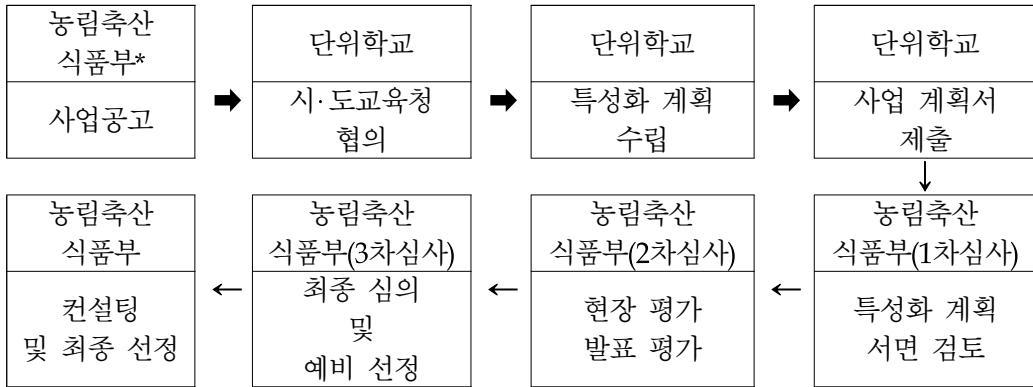 농림축산
식품부*
사업공고
➡
단위학교
시·도교육청
협의
➡
단위학교
특성화 계획
수립
➡
단위학교
사업 계획서
제출
↓
농림축산
식품부(1차심사)
특성화 계획
서면 검토
←
농림축산
식품부(2차심사)
현장 평가
발표 평가
←
농림축산
식품부(3차심사)
최종 심의
및
예비 선정
←
농림축산
식품부
컨설팅
및 최종 선정